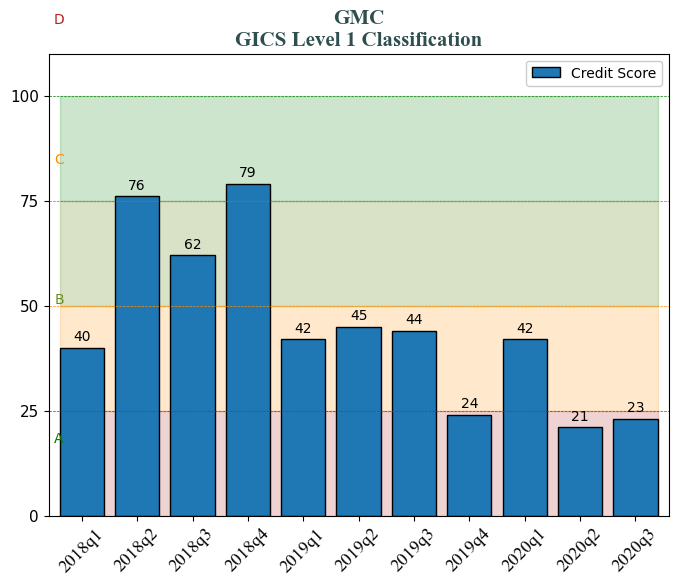 D
GMC
GICS Level 1 Classification
Credit Score
100
C
79
76
75
62
B
50
45
44
42
42
40
25
24
23
21
A
0
2018q1
2018q2
2018q3
2018q4
2019q1
2019q2
2019q3
2019q4
2020q1
2020q2
2020q3